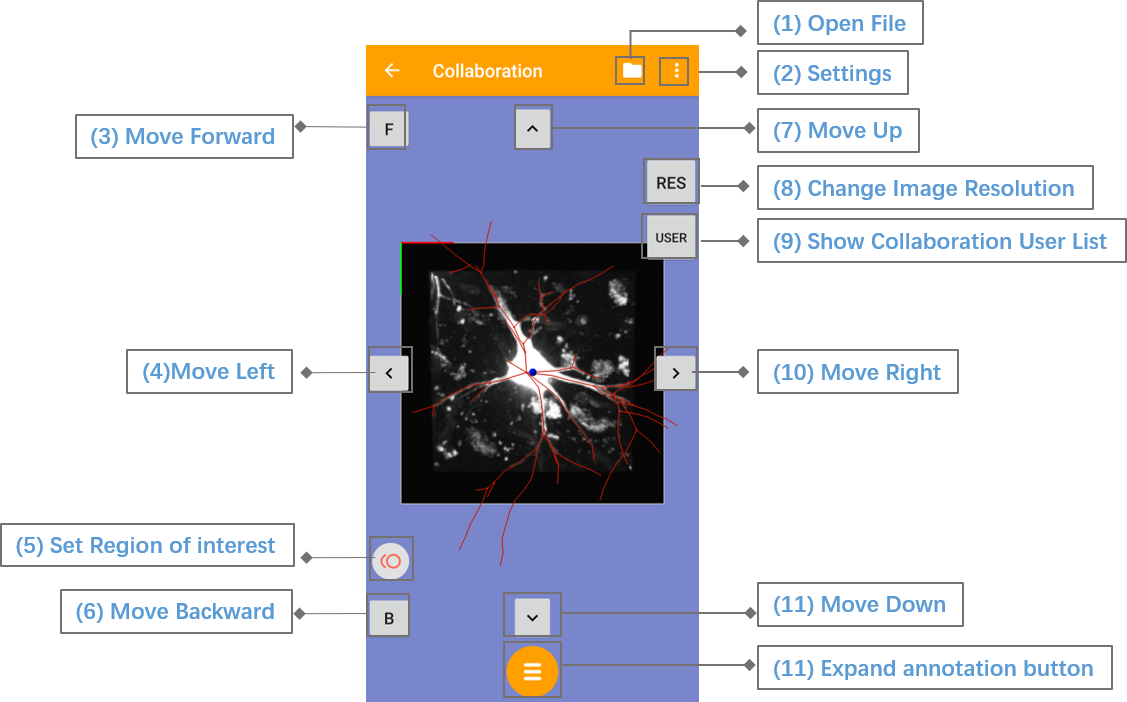 (1) Open File
Collaboration
(2) Settings
(3) Move Forward
F
(7) Move Up
RES
(8) Change Image Resolution
USER
(9) Show Collaboration User List
(4)Move Left
(10) Move Right
(5) Set Region of interest
(6) Move Backward
B
(11) Move Down
(11) Expand annotation button